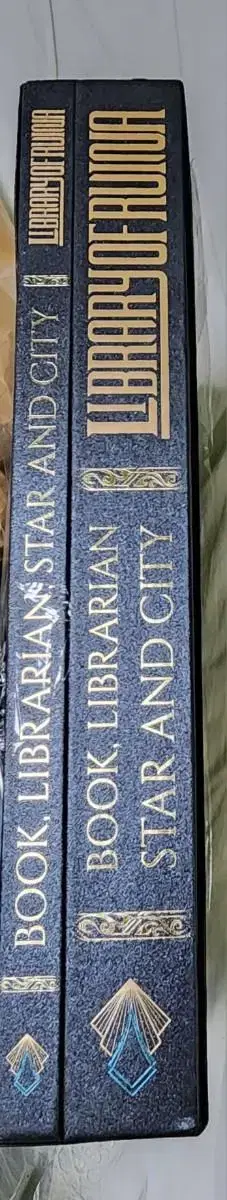 LIBRARY OF RUINA
BOOK, LIBRARIAN, STAR AND CITY
LIBRARY OF RUINA
BOOK, LIBRARIAN
STAR AND CITY